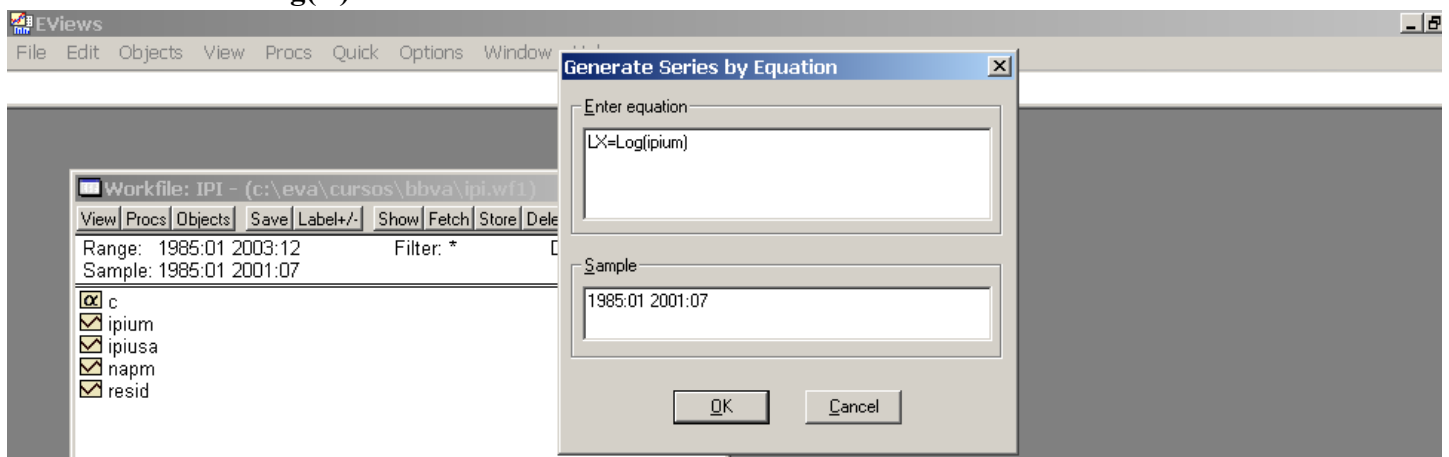 EViews
File Edit Objects View Procs Quick Options Window
Generate Series by Equation
Enter equation
LX=Log(ipium)
Workfile: IPI - (c:\eva\cursos\bbva\ipi.wf1)
View Procs Objects Save Label+/- Show Fetch Store Dele
Range: 1985:01 2003:12 Filter: *
Sample: 1985:01 2001:07
Sample
1985:01 2001:07
c
ipium
ipiusa
napm
resid
OK Cancel